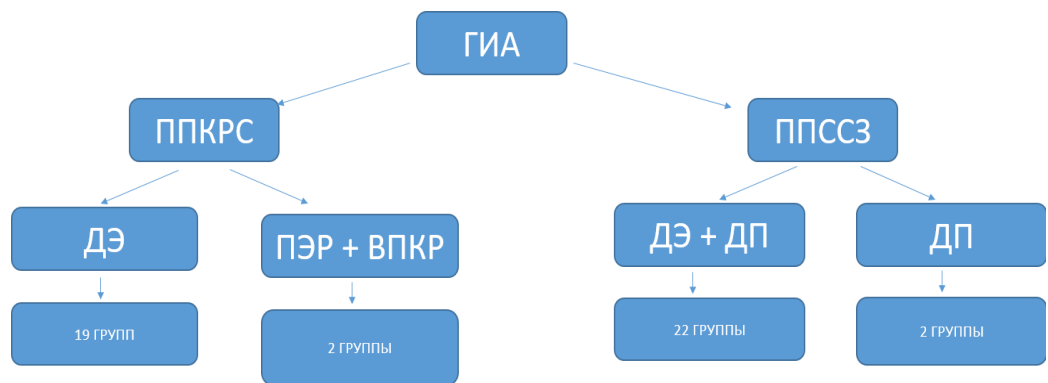 ГИА
ППКРС
ППССЗ
ДЭ
ПЭР + ВПКР
ДЭ + ДП
ДП
19 ГРУПП
2 ГРУППЫ
22 ГРУППЫ
2 ГРУППЫ